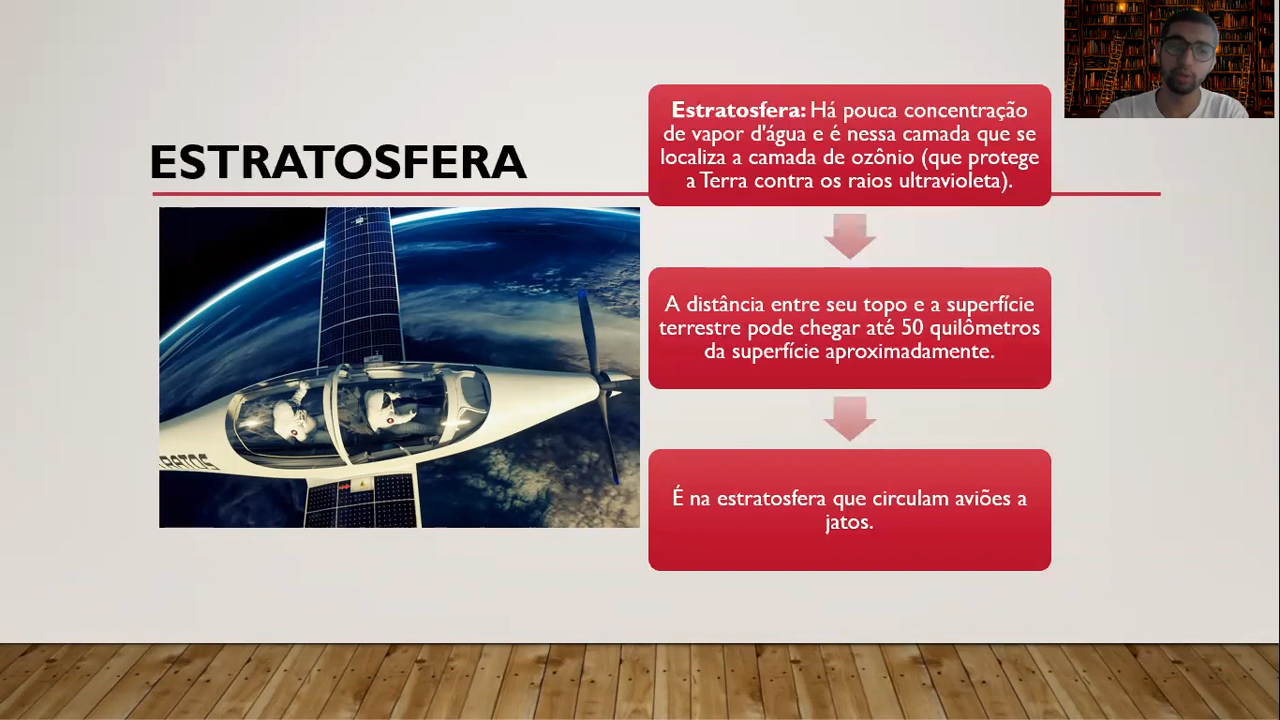 ESTRATOSFERA
Estratosfera: Há pouca concentração
de vapor d'água e é nessa camada que se
localiza a camada de ozônio (que protege
a Terra contra os raios ultravioleta).
A distância entre seu topo e a superfície
terrestre pode chegar até 50 quilômetros
da superfície aproximadamente.
É na estratosfera que circulam aviões a
jatos.